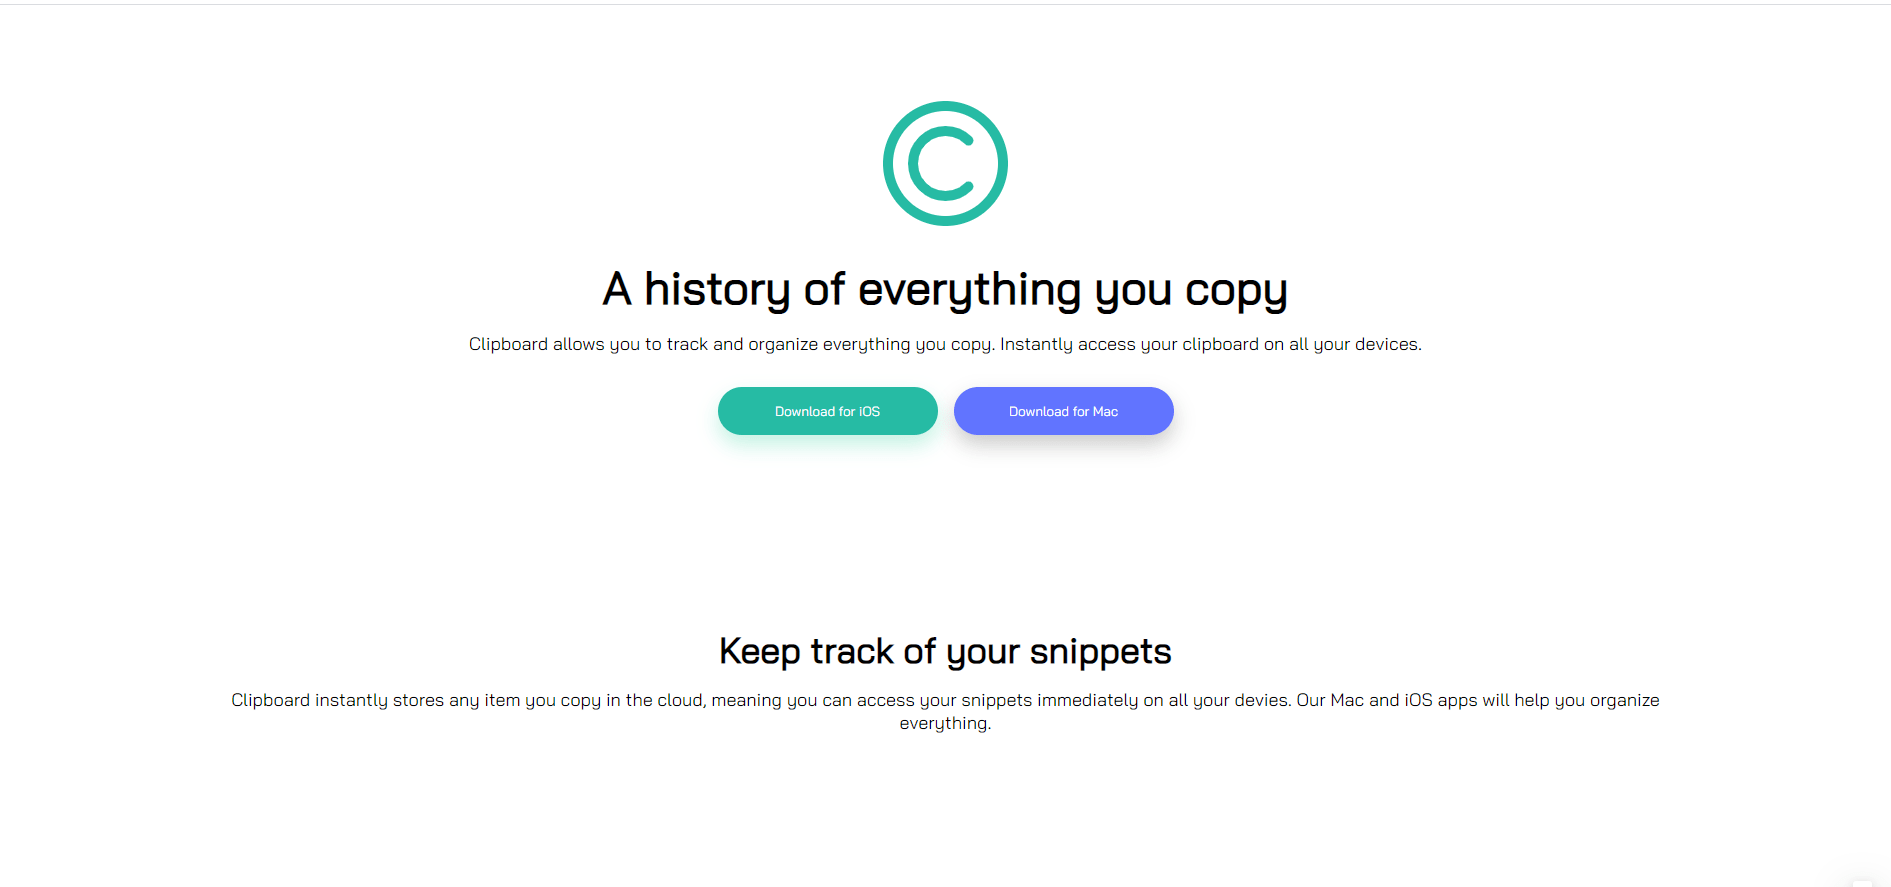 A history of everything you copy
Clipboard allows you to track and organize everything you copy. Instantly access your clipboard on all your devices.
Download for iOS
Download for Mac
Keep track of your snippets
Clipboard instantly stores any item you copy in the cloud, meaning you can access your snippets immediately on all your devies. Our Mac and iOS apps will help you organize
everything.